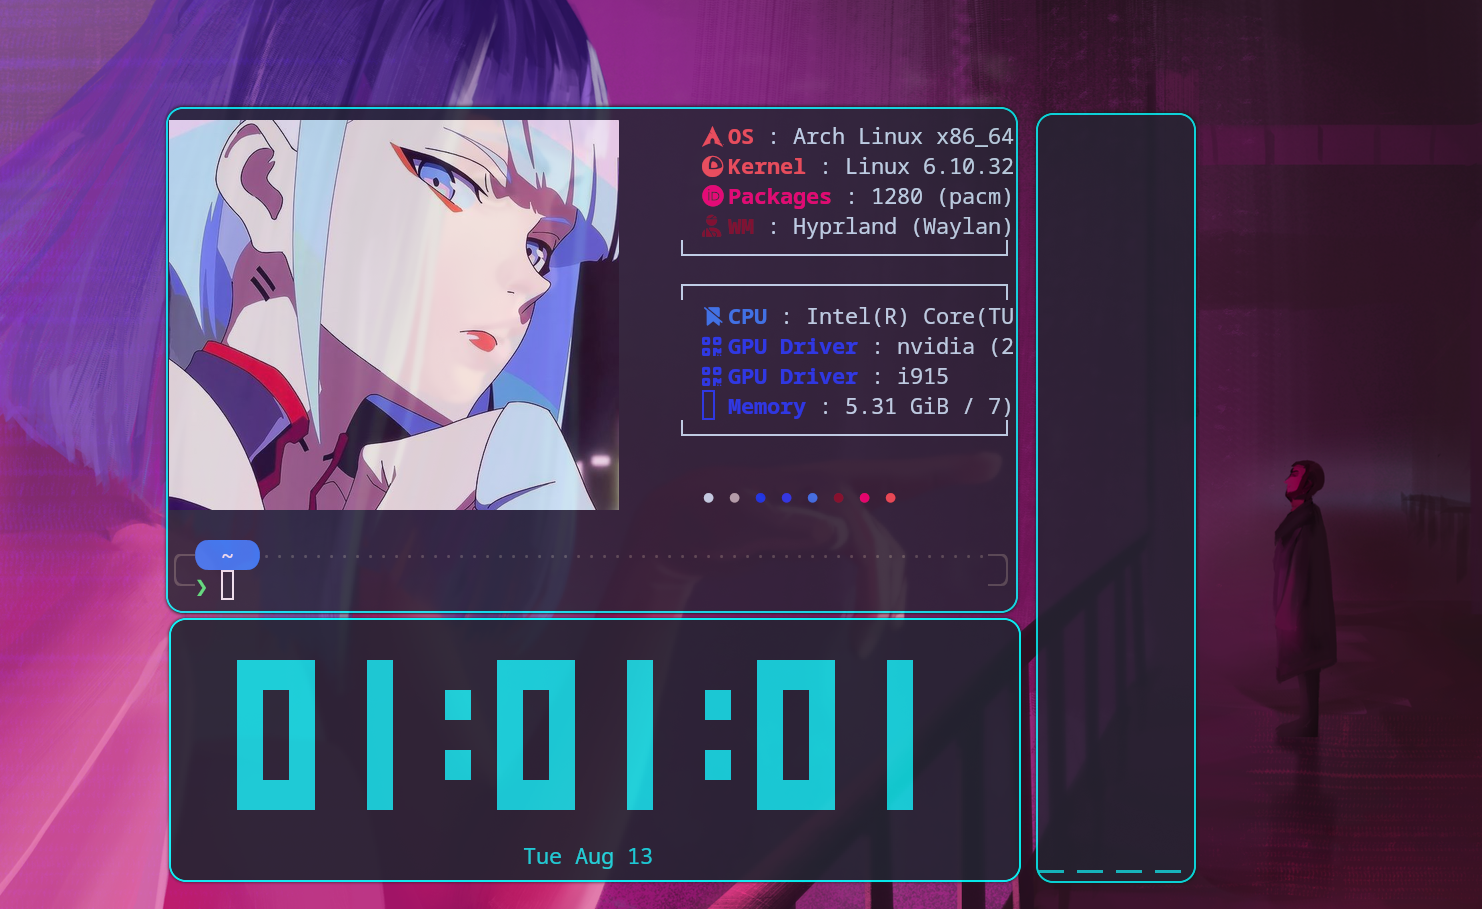 OS : Arch Linux x86_64
Kernel : Linux 6.10.32
Packages : 1280 (pacm)
WM : Hyprland (Waylan)
CPU : Intel(R) Core(TU
GPU Driver : nvidia (2
GPU Driver : i915
Memory : 5.31 GiB / 7)
~
❯
01:01:01
Tue Aug 13